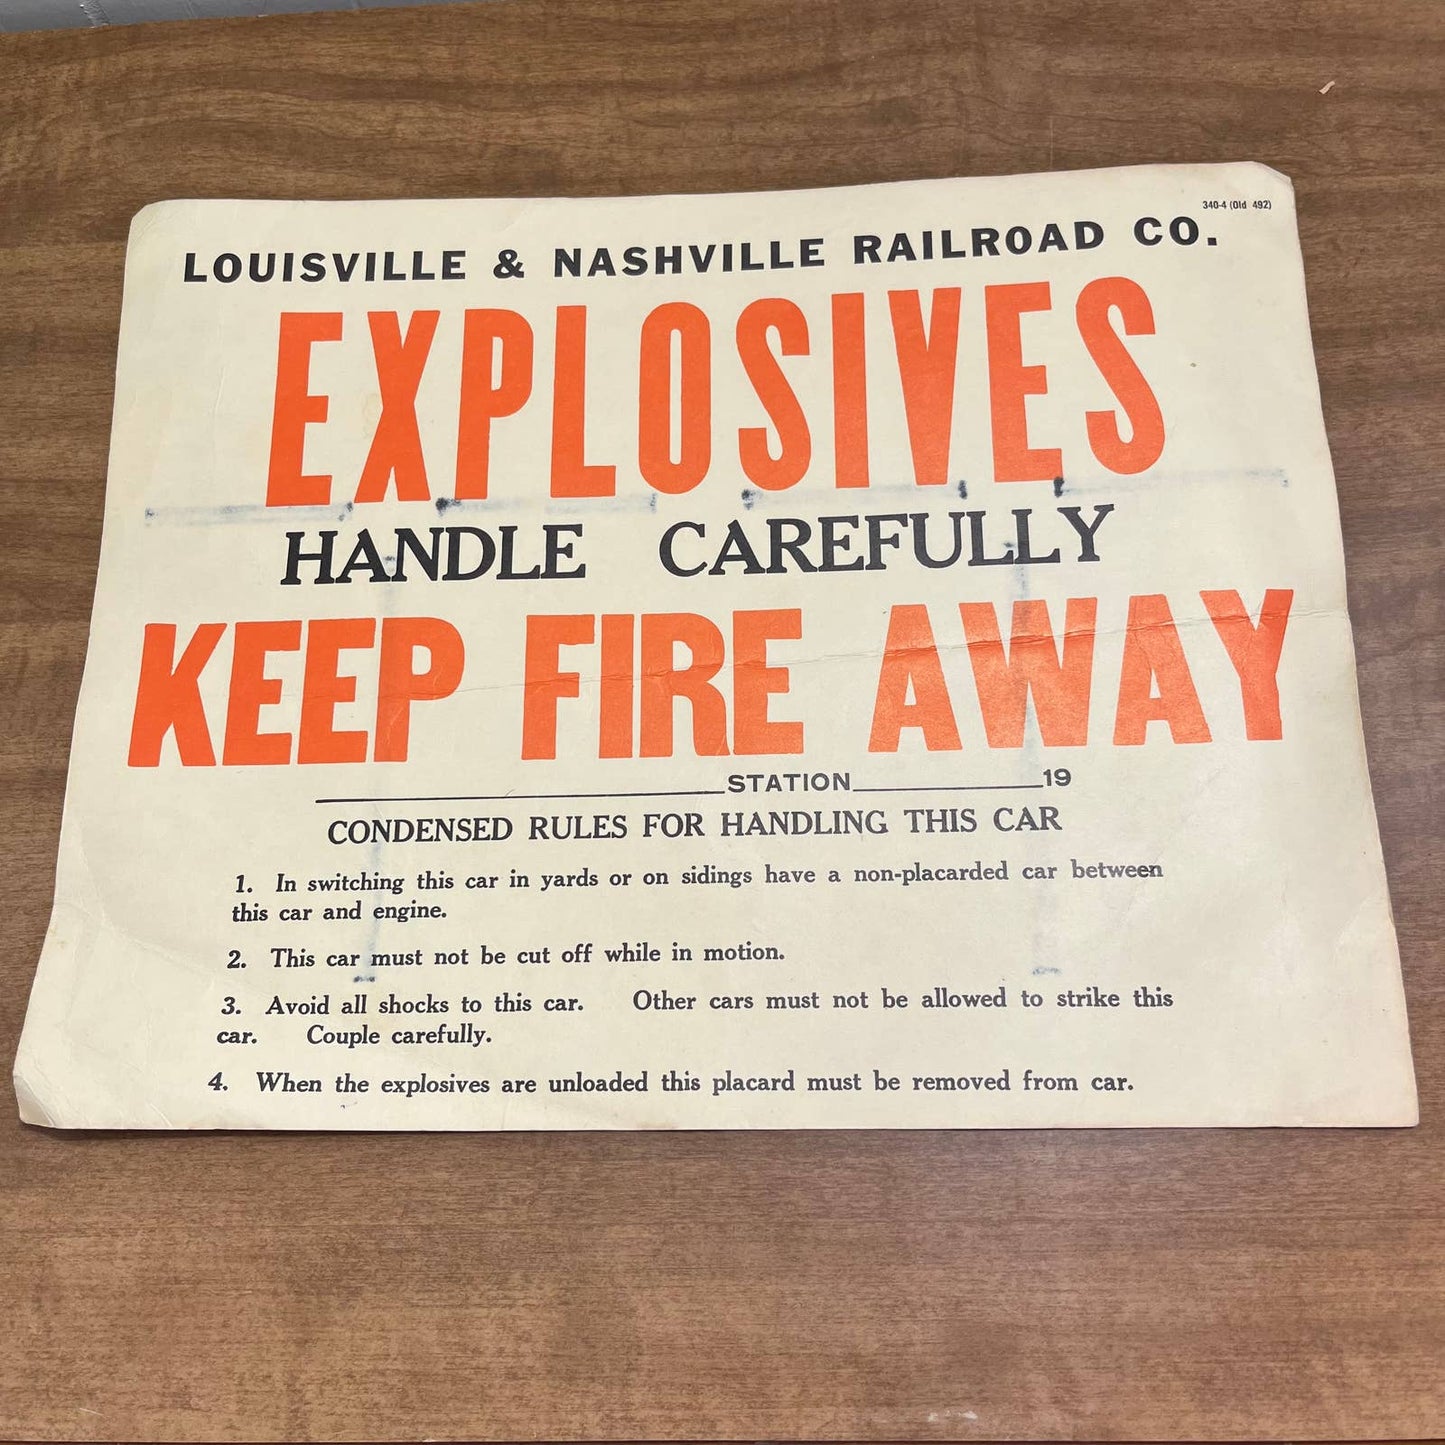 340-4 (Old 492)
LOUISVILLE & NASHVILLE RAILROAD CO.
EXPLOSIVES
HANDLE CAREFULLY
KEEP FIRE AWAY
STATION 19
CONDENSED RULES FOR HANDLING THIS CAR
1. In switching this car in yards or on sidings have a non-placarded car between
this car and engine.
2. This car must not be cut off while in motion.
3. Avoid all shocks to this car. Other cars must not be allowed to strike this
car. Couple carefully.
4. When the explosives are unloaded this placard must be removed from car.